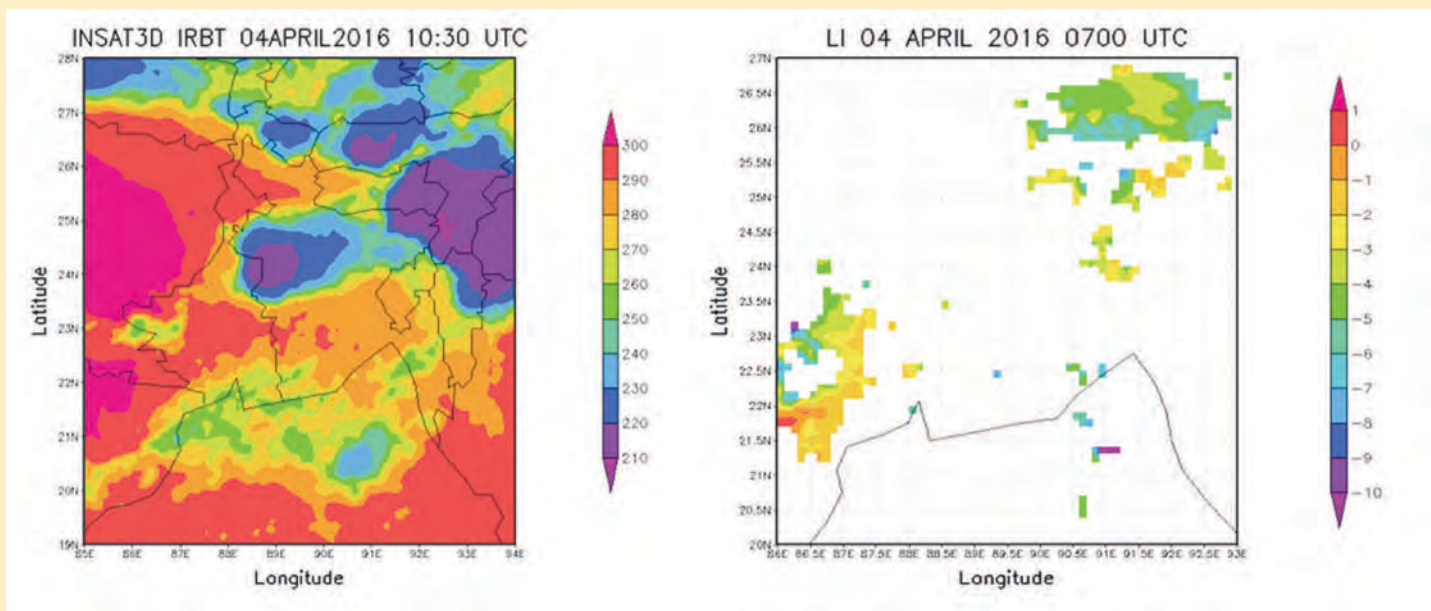 INSAT3D IRBT 04APRIL2016 10:30 UTC
28N
27N
26N
25N
24N
23N
22N
21N
20N
19N
85E 86E 87E 88E 89E 90E 91E 92E 93E 94E
Latitude
Longitude
300
290
280
270
260
250
240
230
220
210
LI 04 APRIL 2016 0700 UTC
27N
26.5N
26N
25.5N
25N
24.5N
24N
23.5N
23N
22.5N
22N
21.5N
21N
20.5N
20N
86E 86.5E 87E 87.5E 88E 88.5E 89E 89.5E 90E 90.5E 91E 91.5E 92E 92.5E 93E
Latitude
Longitude
1
0
-1
-2
-3
-4
-5
-6
-7
-8
-9
-10